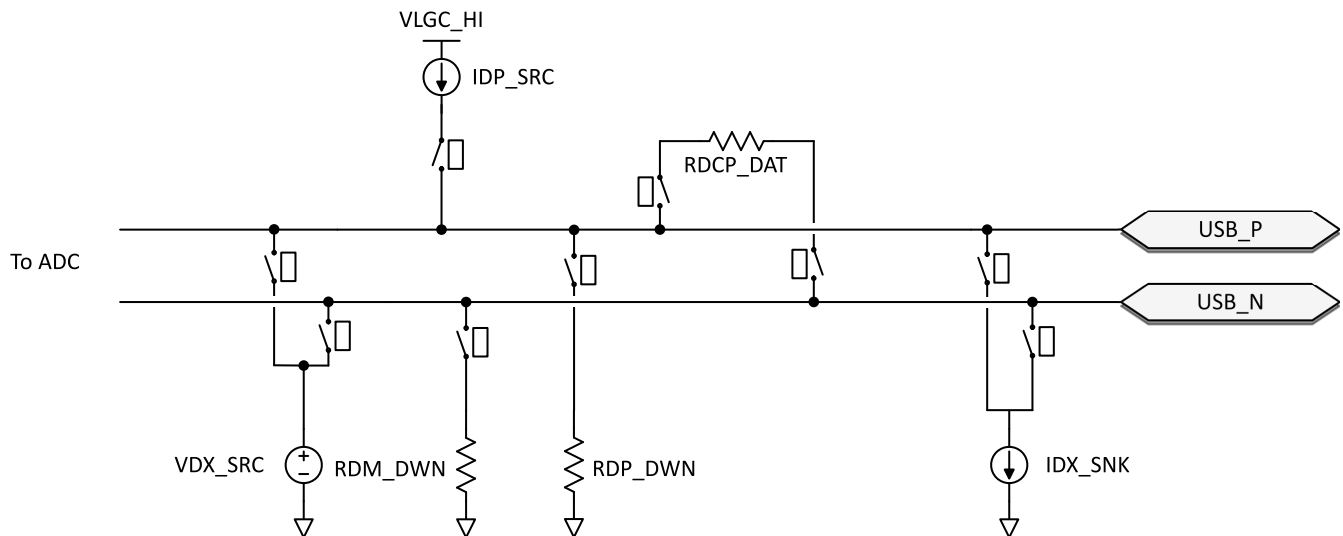 VLGC_HI
IDP_SRC
RDCP_DAT
USB_P
To ADC
USB_N
VDX_SRC
+
−
RDM_DWN
RDP_DWN
IDX_SNK